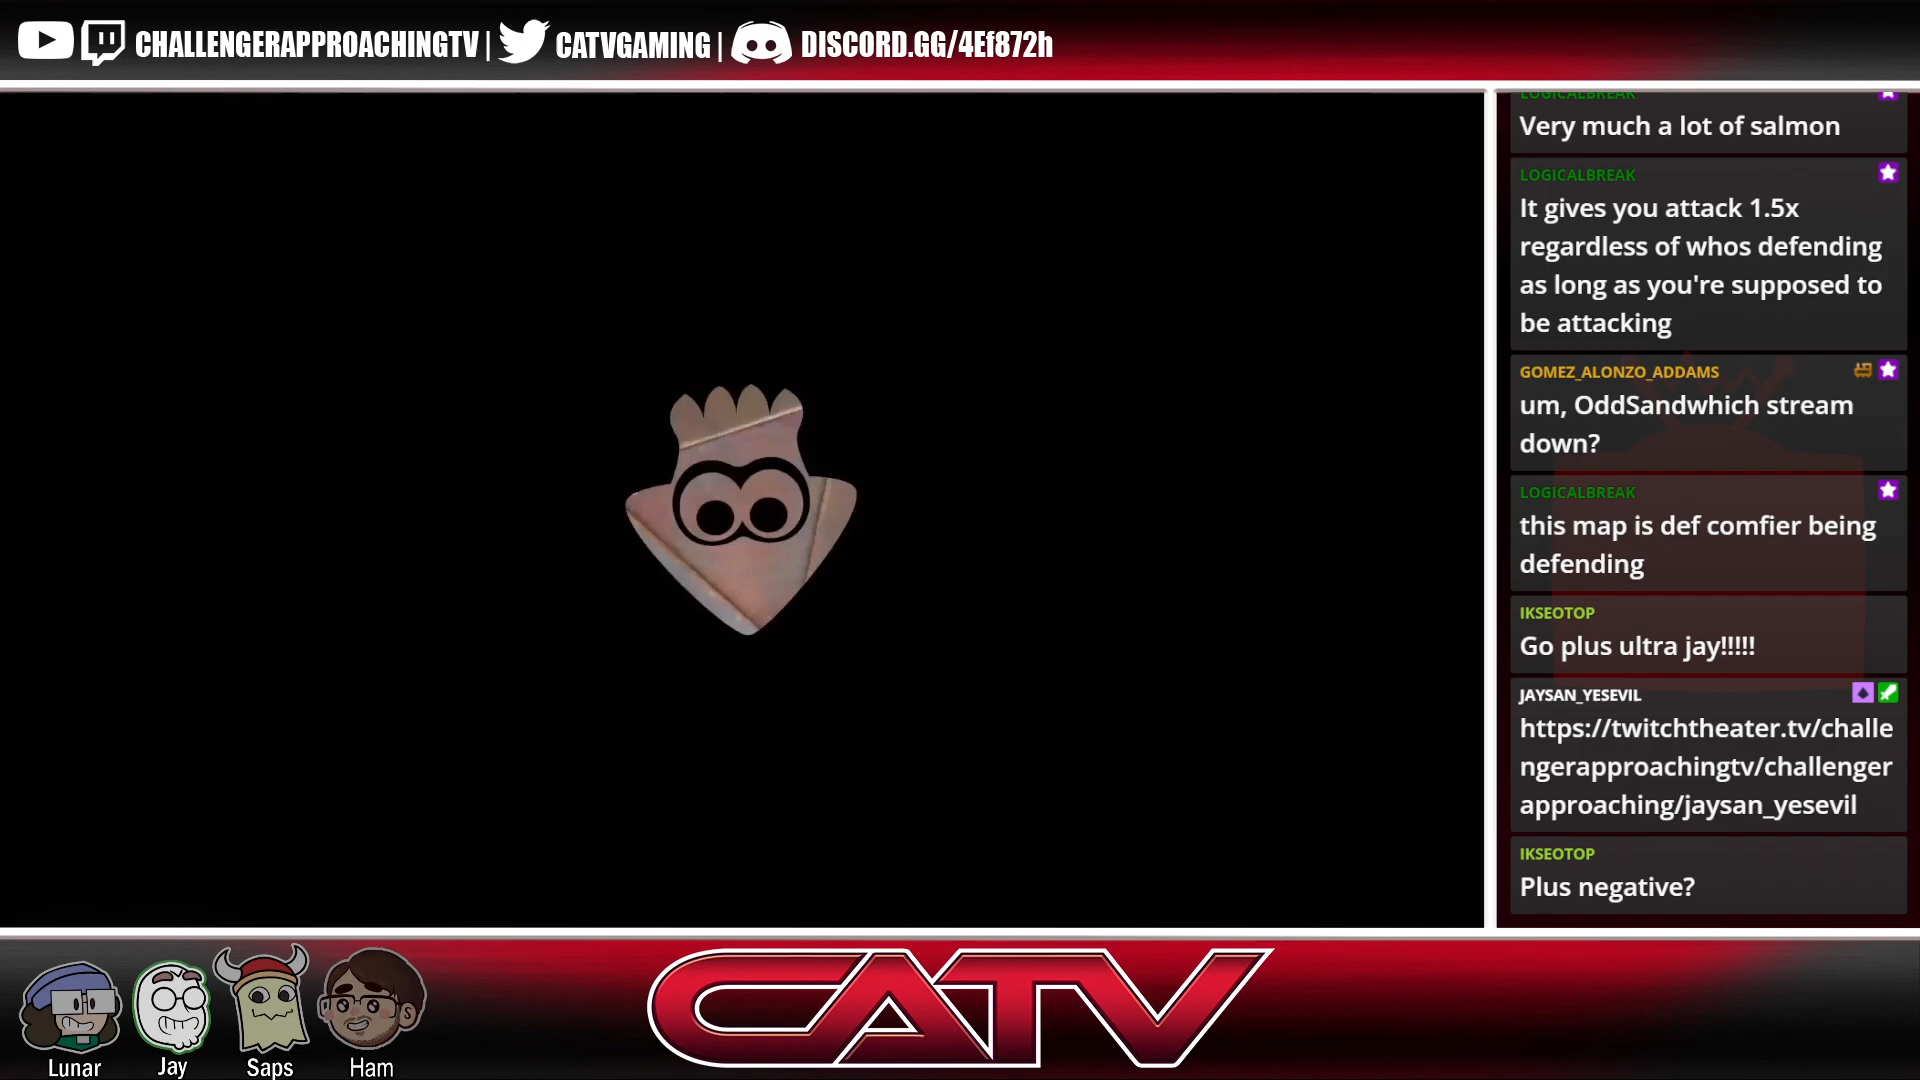 CHALLENGERAPPROACHINGTV | CATVGAMING | DISCORD.GG/4Ef872h
LOGICALBREAK
Very much a lot of salmon
LOGICALBREAK
It gives you attack 1.5x
regardless of whos defending
as long as you're supposed to
be attacking
GOMEZ_ALONZO_ADDAMS
um, OddSandwhich stream
down?
LOGICALBREAK
this map is def comfier being
defending
IKSEOTOP
Go plus ultra jay!!!!!
JAYSAN_YESEVIL
https://twitchtheater.tv/challe
ngerapproachingtv/challenger
approaching/jaysan_yesevil
IKSEOTOP
Plus negative?
CATV
Lunar Jay Saps Ham